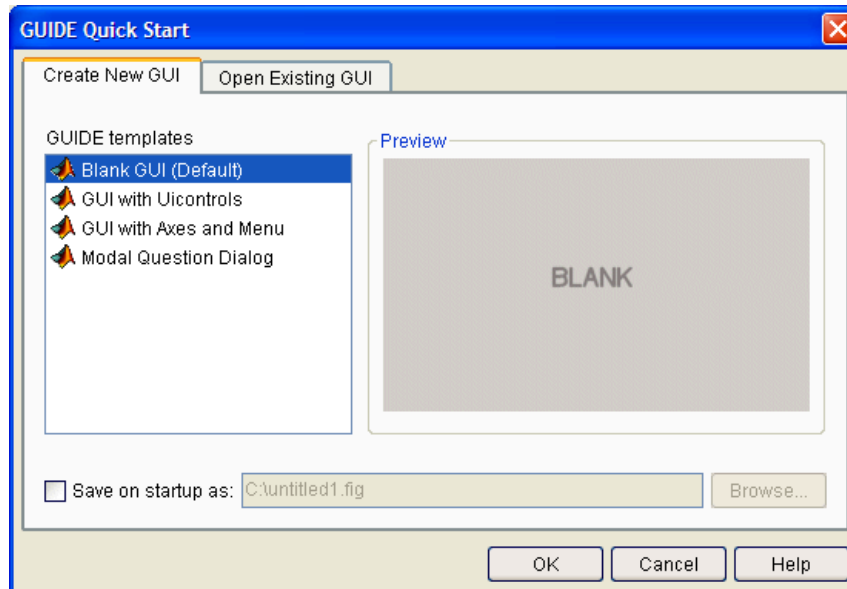 GUIDE Quick Start
Create New GUI
Open Existing GUI
GUIDE templates
Blank GUI (Default)
GUI with Uicontrols
GUI with Axes and Menu
Modal Question Dialog
Preview
BLANK
Save on startup as:
C:\untitled1.fig
Browse...
OK
Cancel
Help